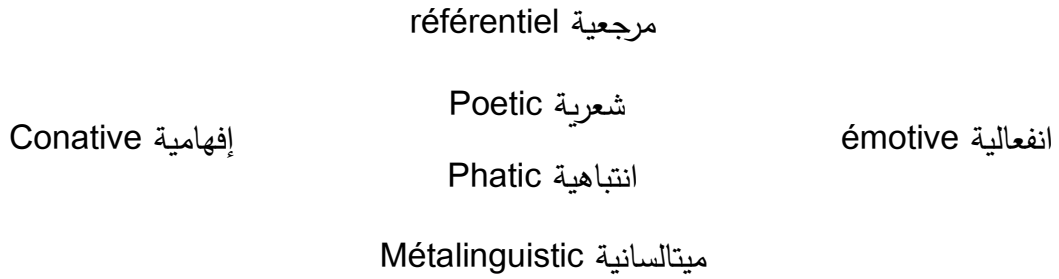 مرجعية référentiel
شعرية Poetic
انفعالية émotive
إفهامية Conative
انتباهية Phatic
ميتالسانية Métalinguistic